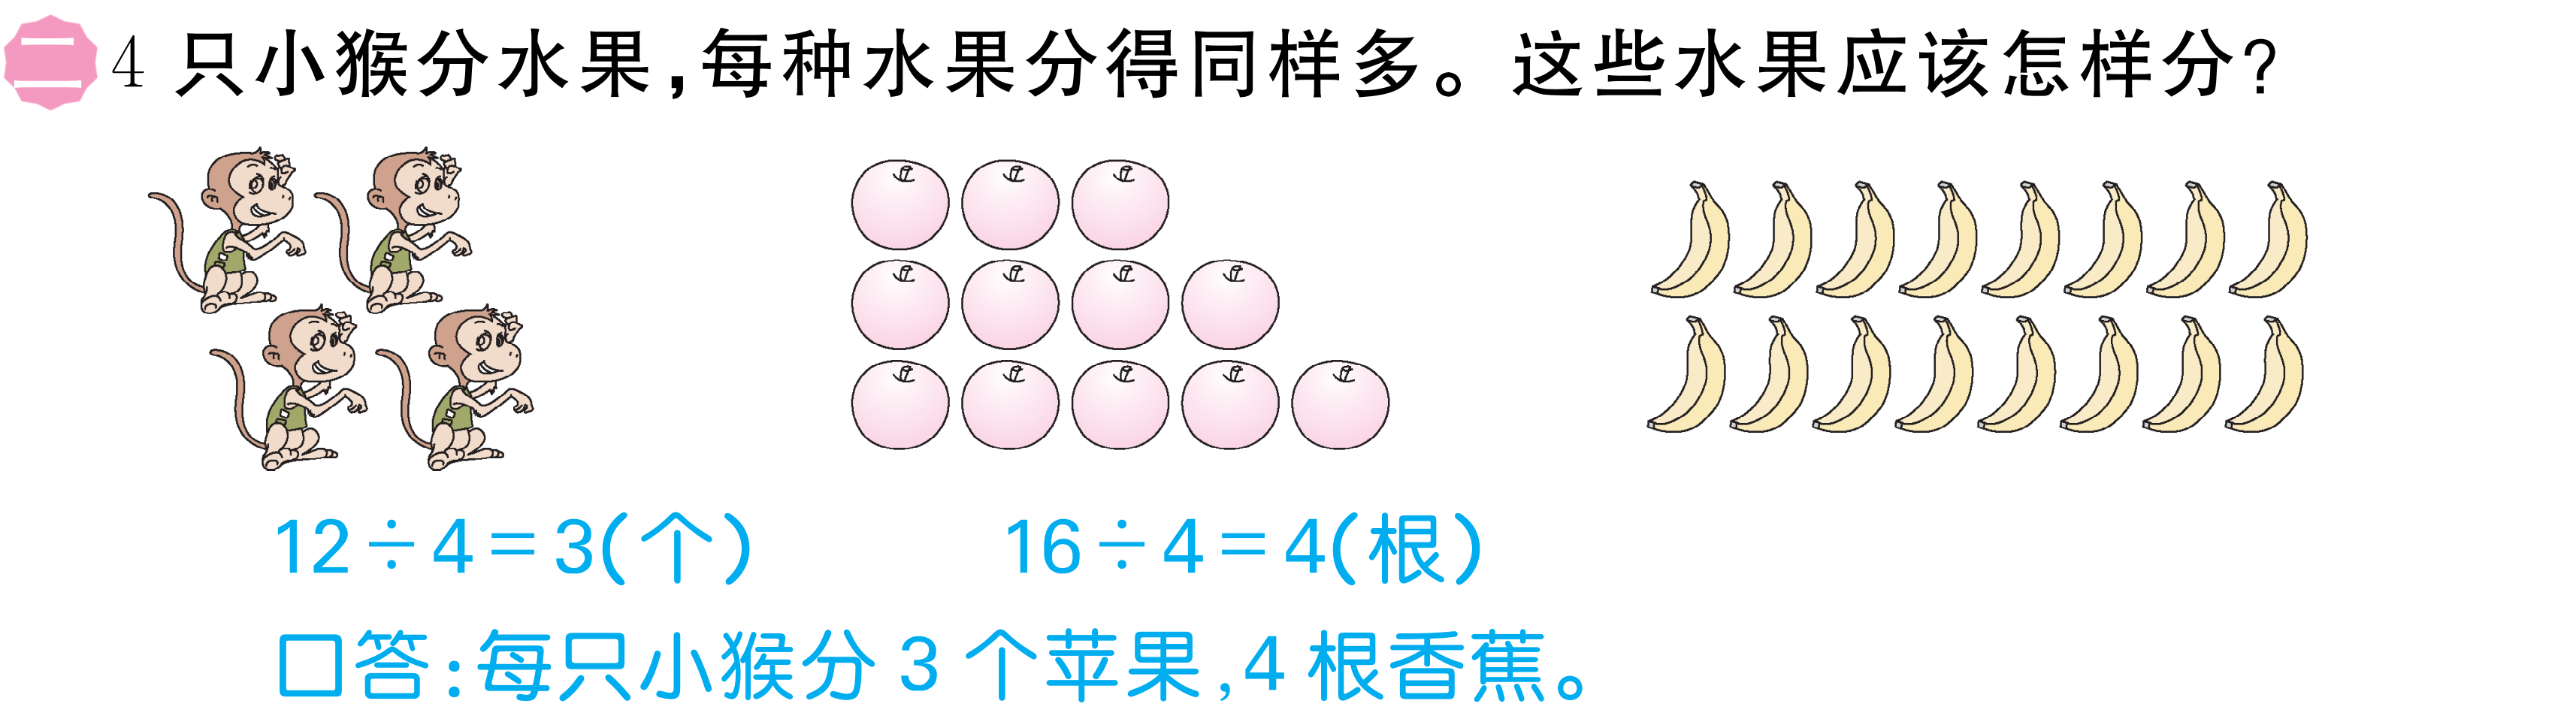 二 4 只小猴分水果,每种水果分得同样多。这些水果应该怎样分?
12÷4=3(个) 16÷4=4(根)
口答:每只小猴分 3 个苹果,4 根香蕉。